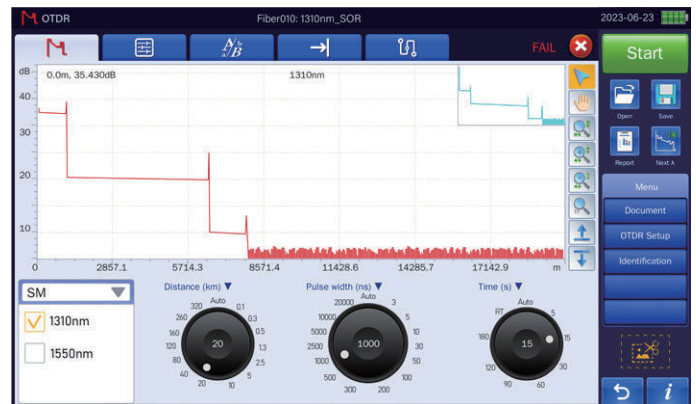 OTDR
Fiber010: 1310nm_SOR
2023-06-23
A/B
FAIL
Start
dB
0.0m, 35.430dB
1310nm
40
30
20
10
0
2857.1
5714.3
8571.4
11428.6
14285.7
17142.9
m
Open
Save
Report
Next λ
Menu
Document
OTDR Setup
Identification
SM
1310nm
1550nm
Distance (km)
Auto
0.1
0.3
0.5
1.3
2.5
5
10
20
40
80
120
160
260
320
20
Pulse width (ns)
Auto
3
5
10
30
50
100
200
300
500
1000
2500
5000
10000
20000
1000
Time (s)
Auto
5
15
30
60
90
120
180
RT
15
i